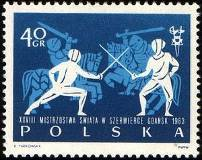 40
GR
XXVIII MISTRZOSTWA ŚWIATA W SZERMIERCE GDAŃSK 1963
POLSKA